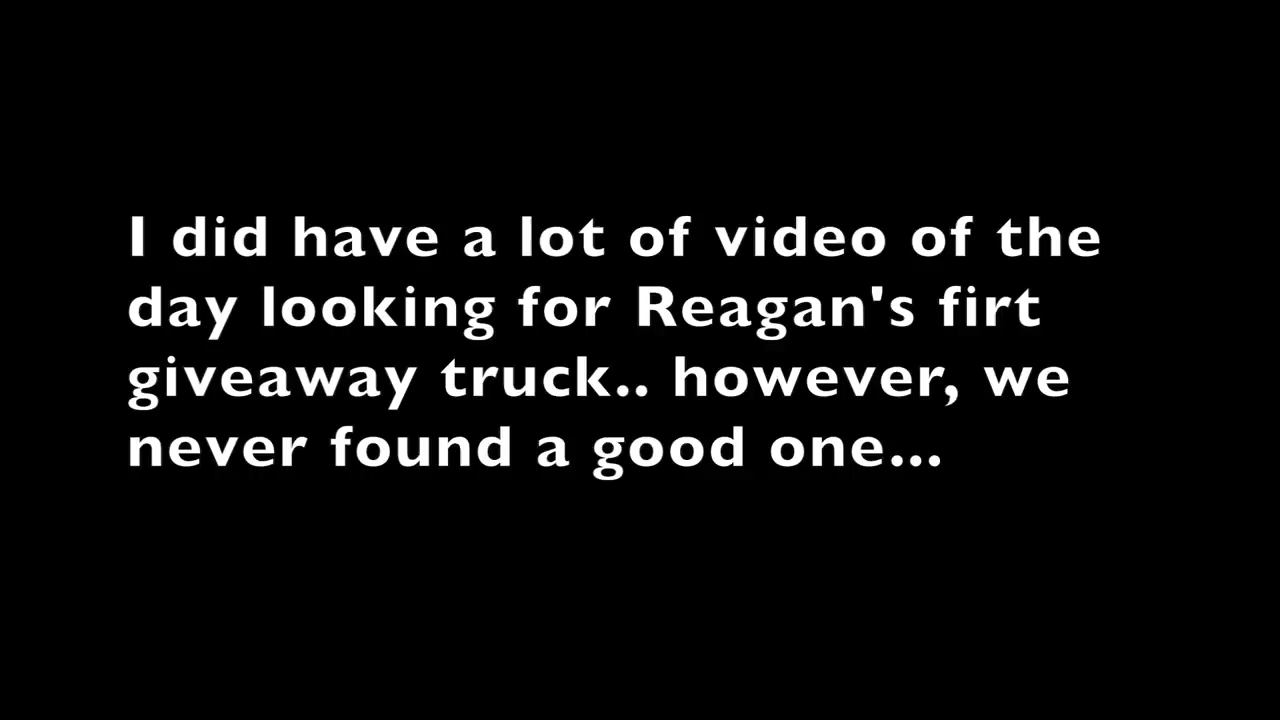 I did have a lot of video of the
day looking for Reagan's firt
giveaway truck.. however, we
never found a good one...